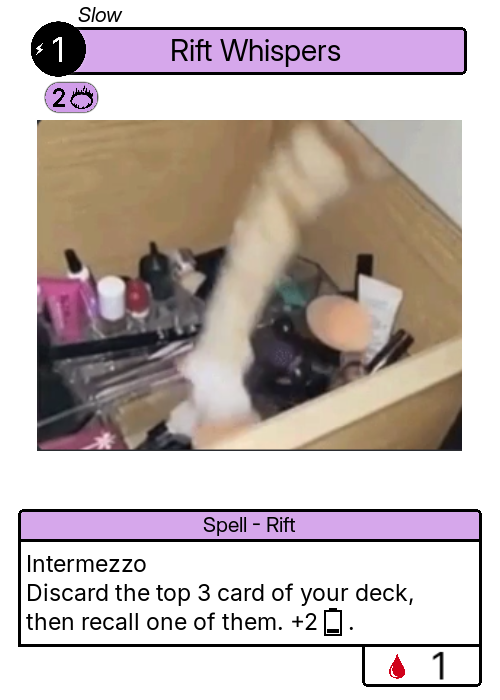 Slow
1
Rift Whispers
2
Spell - Rift
Intermezzo
Discard the top 3 card of your deck,
then recall one of them. +2 .
1